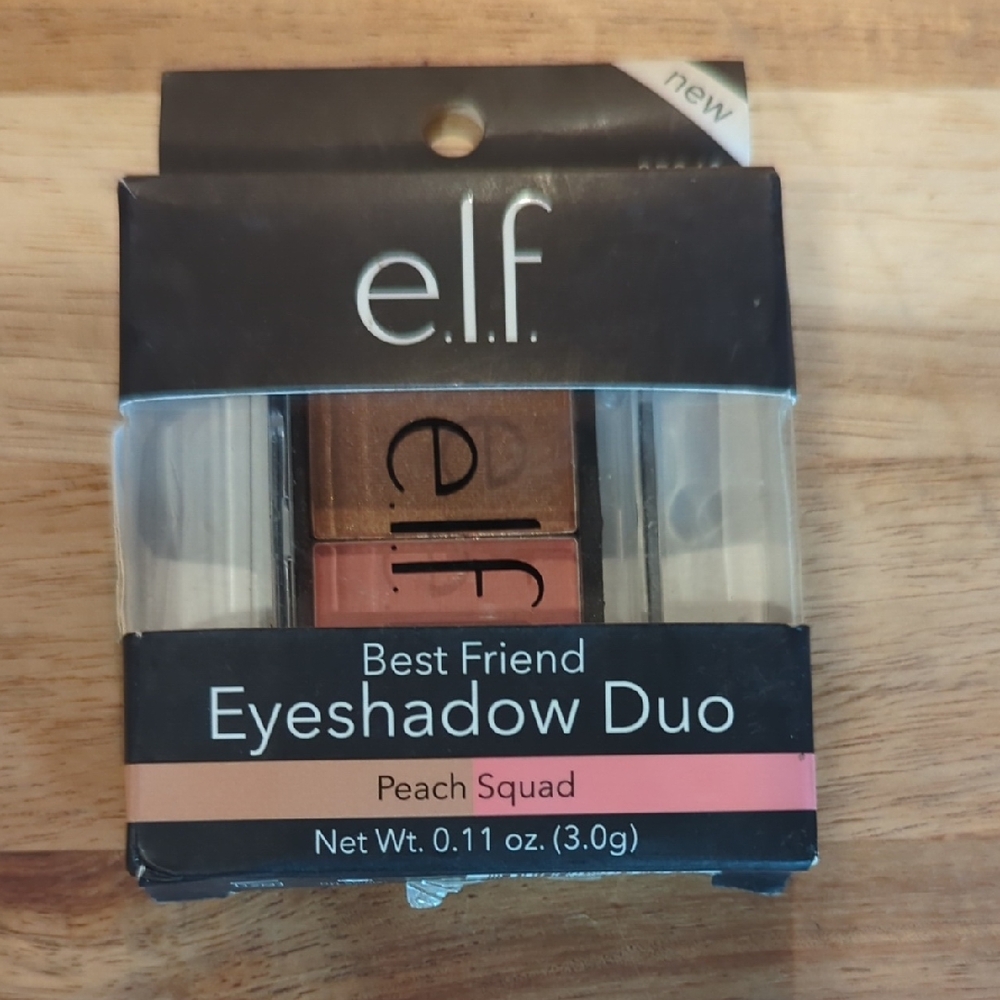 new
e.l.f.
e.l.f.
Best Friend
Eyeshadow Duo
Peach Squad
Net Wt. 0.11 oz. (3.0g)